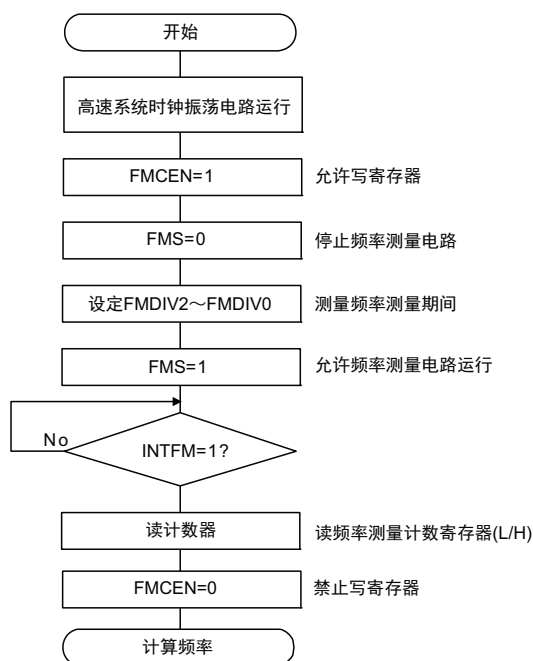 开始
高速系统时钟振荡电路运行
FMCEN=1 允许写寄存器
FMS=0 停止频率测量电路
设定FMDIV2～FMDIV0 测量频率测量期间
FMS=1 允许频率测量电路运行
No
INTFM=1?
读计数器 读频率测量计数寄存器(L/H)
FMCEN=0 禁止写寄存器
计算频率